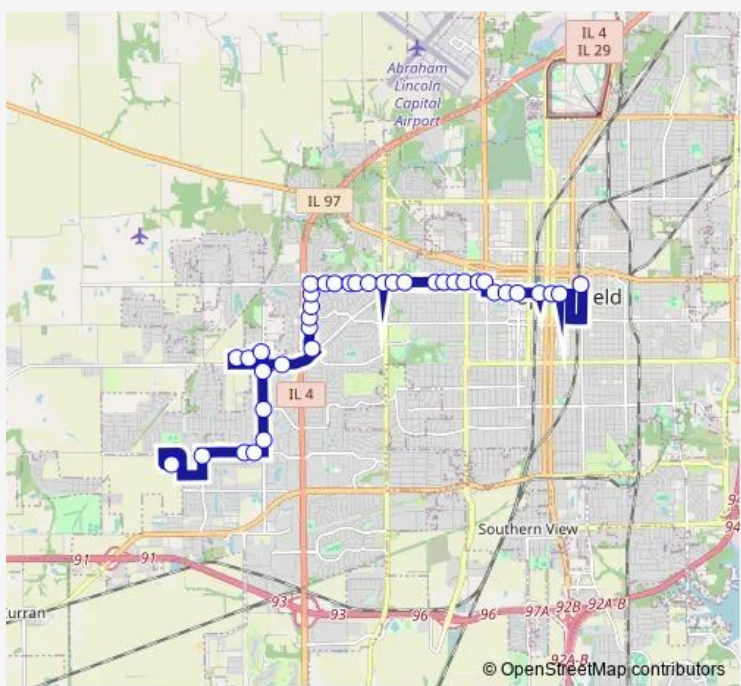 IL 4
IL 29
Abraham
Lincoln
Capital
Airport
IL 97
eld
IL 4
Southern View
91
91
93
93
96
96
97A
92B
92A-B
92A-B
94
94
Curran
© OpenStreetMap contributors